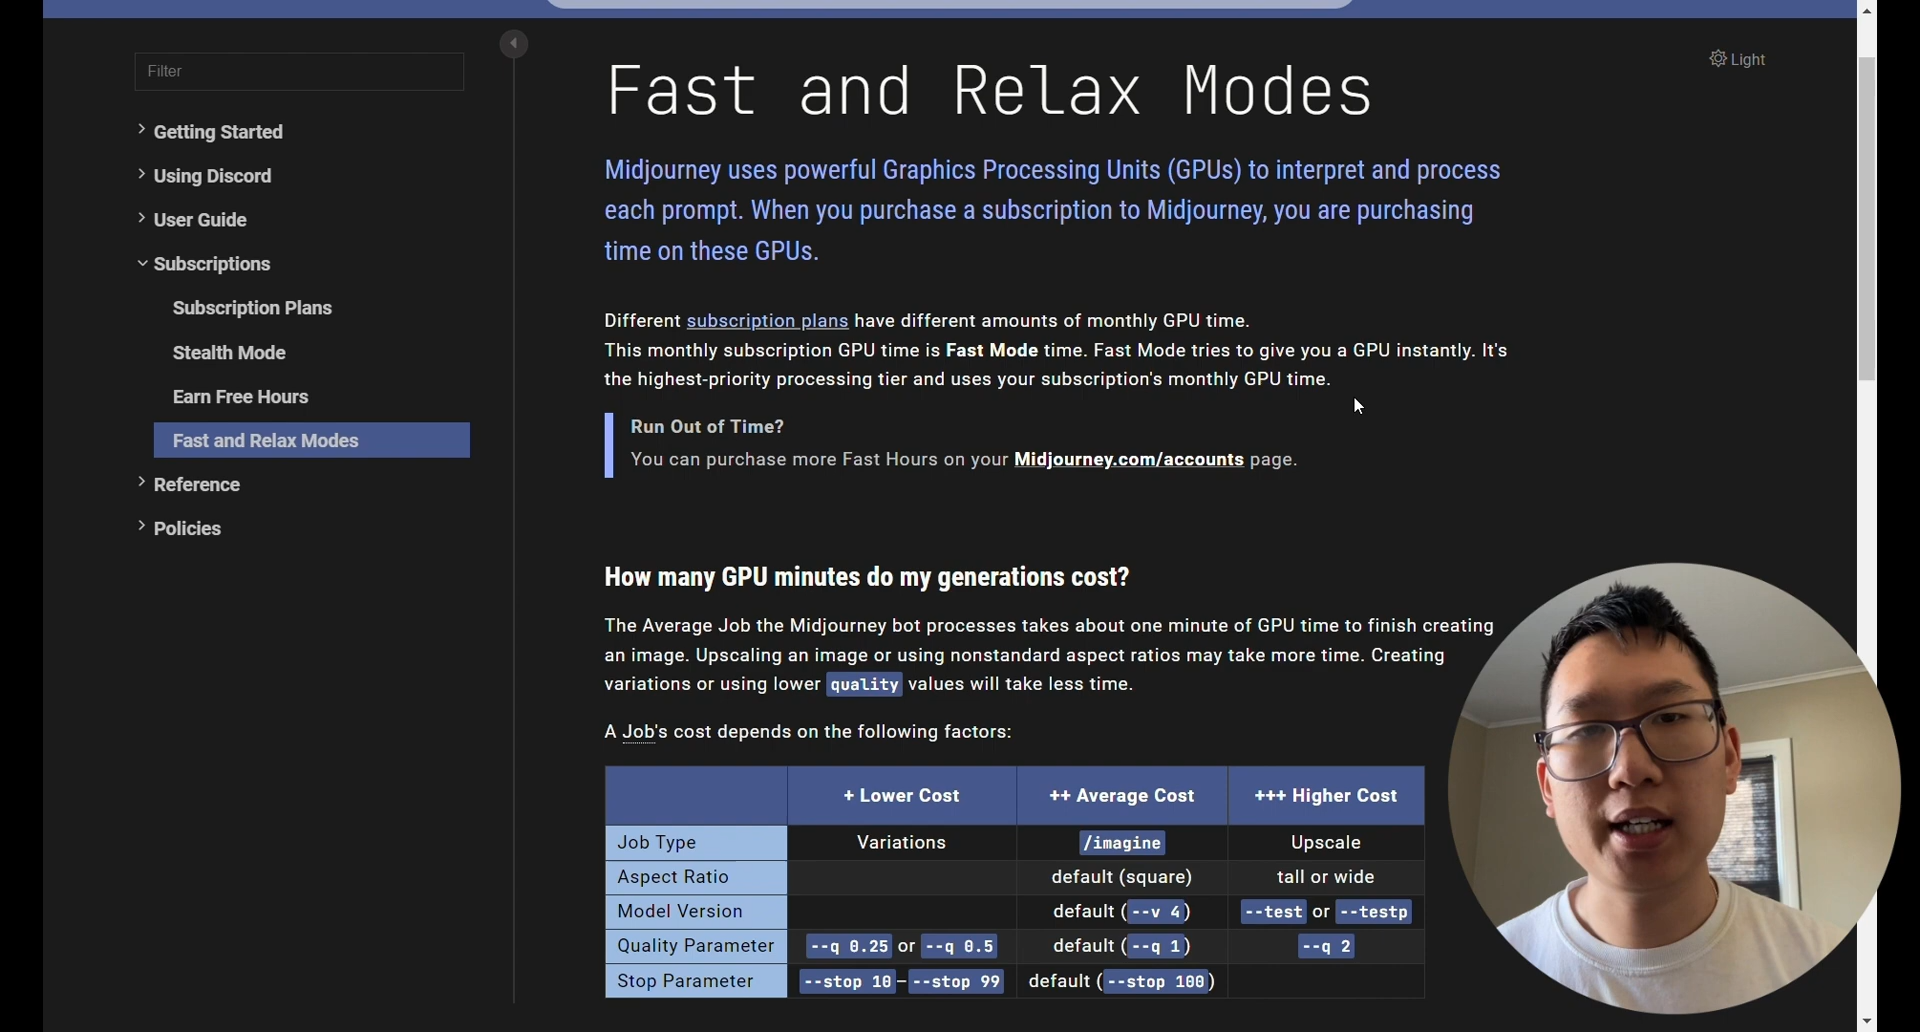 Filter
Getting Started
Using Discord
User Guide
Subscriptions
Subscription Plans
Stealth Mode
Earn Free Hours
Fast and Relax Modes
Reference
Policies
Light
Fast and Relax Modes
Midjourney uses powerful Graphics Processing Units (GPUs) to interpret and process
each prompt. When you purchase a subscription to Midjourney, you are purchasing
time on these GPUs.
Different subscription plans have different amounts of monthly GPU time.
This monthly subscription GPU time is Fast Mode time. Fast Mode tries to give you a GPU instantly. It's
the highest-priority processing tier and uses your subscription's monthly GPU time.
Run Out of Time?
You can purchase more Fast Hours on your Midjourney.com/accounts page.
How many GPU minutes do my generations cost?
The Average Job the Midjourney bot processes takes about one minute of GPU time to finish creating
an image. Upscaling an image or using nonstandard aspect ratios may take more time. Creating
variations or using lower quality values will take less time.
A Job's cost depends on the following factors:
+ Lower Cost ++ Average Cost +++ Higher Cost
Job Type Variations /imagine Upscale
Aspect Ratio default (square) tall or wide
Model Version default (--v 4) --test or --testp
Quality Parameter --q 0.25 or --q 0.5 default (--q 1) --q 2
Stop Parameter --stop 10–--stop 99 default (--stop 100)